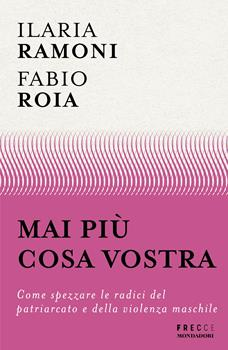 ILARIA
RAMONI
FABIO
ROIA
MAI PIÙ
COSA VOSTRA
Come spezzare le radici del
patriarcato e della violenza maschile
FRECCE
MONDADORI